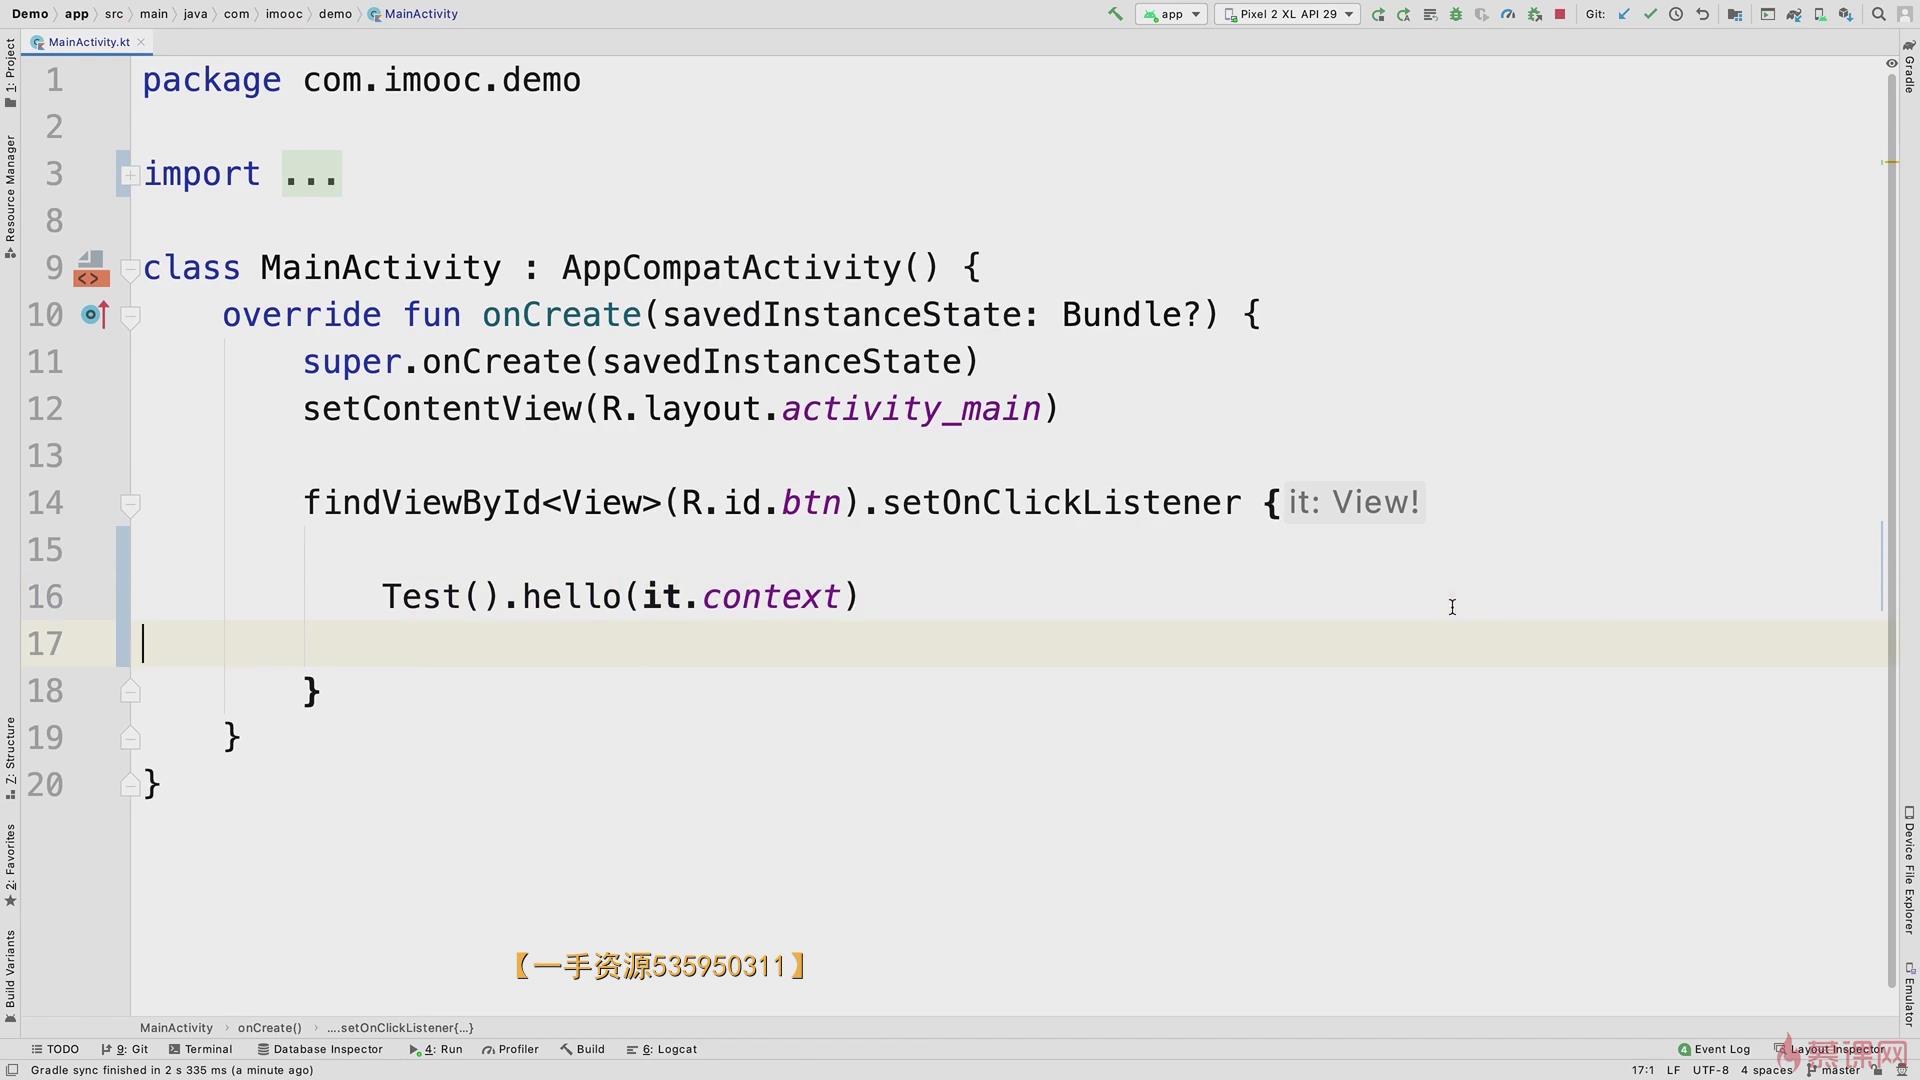 Demo app src main java com imooc demo MainActivity
app Pixel 2 XL API 29 Git:
MainActivity.kt
1 package com.imooc.demo
2
3 import ...
8
9 class MainActivity : AppCompatActivity() {
10 override fun onCreate(savedInstanceState: Bundle?) {
11 super.onCreate(savedInstanceState)
12 setContentView(R.layout.activity_main)
13
14 findViewById<View>(R.id.btn).setOnClickListener { it: View!
15
16 Test().hello(it.context)
17
18 }
19 }
20 }
1: Project
Resource Manager
Z: Structure
2: Favorites
Build Variants
Gradle
Device File Explorer
Emulator
【一手资源535950311】
MainActivity › onCreate() › ....setOnClickListener{...}
TODO 9: Git Terminal Database Inspector 4: Run Profiler Build 6: Logcat 4 Event Log Layout Inspector
Gradle sync finished in 2 s 335 ms (a minute ago) 17:1 LF UTF-8 4 spaces master
慕课网